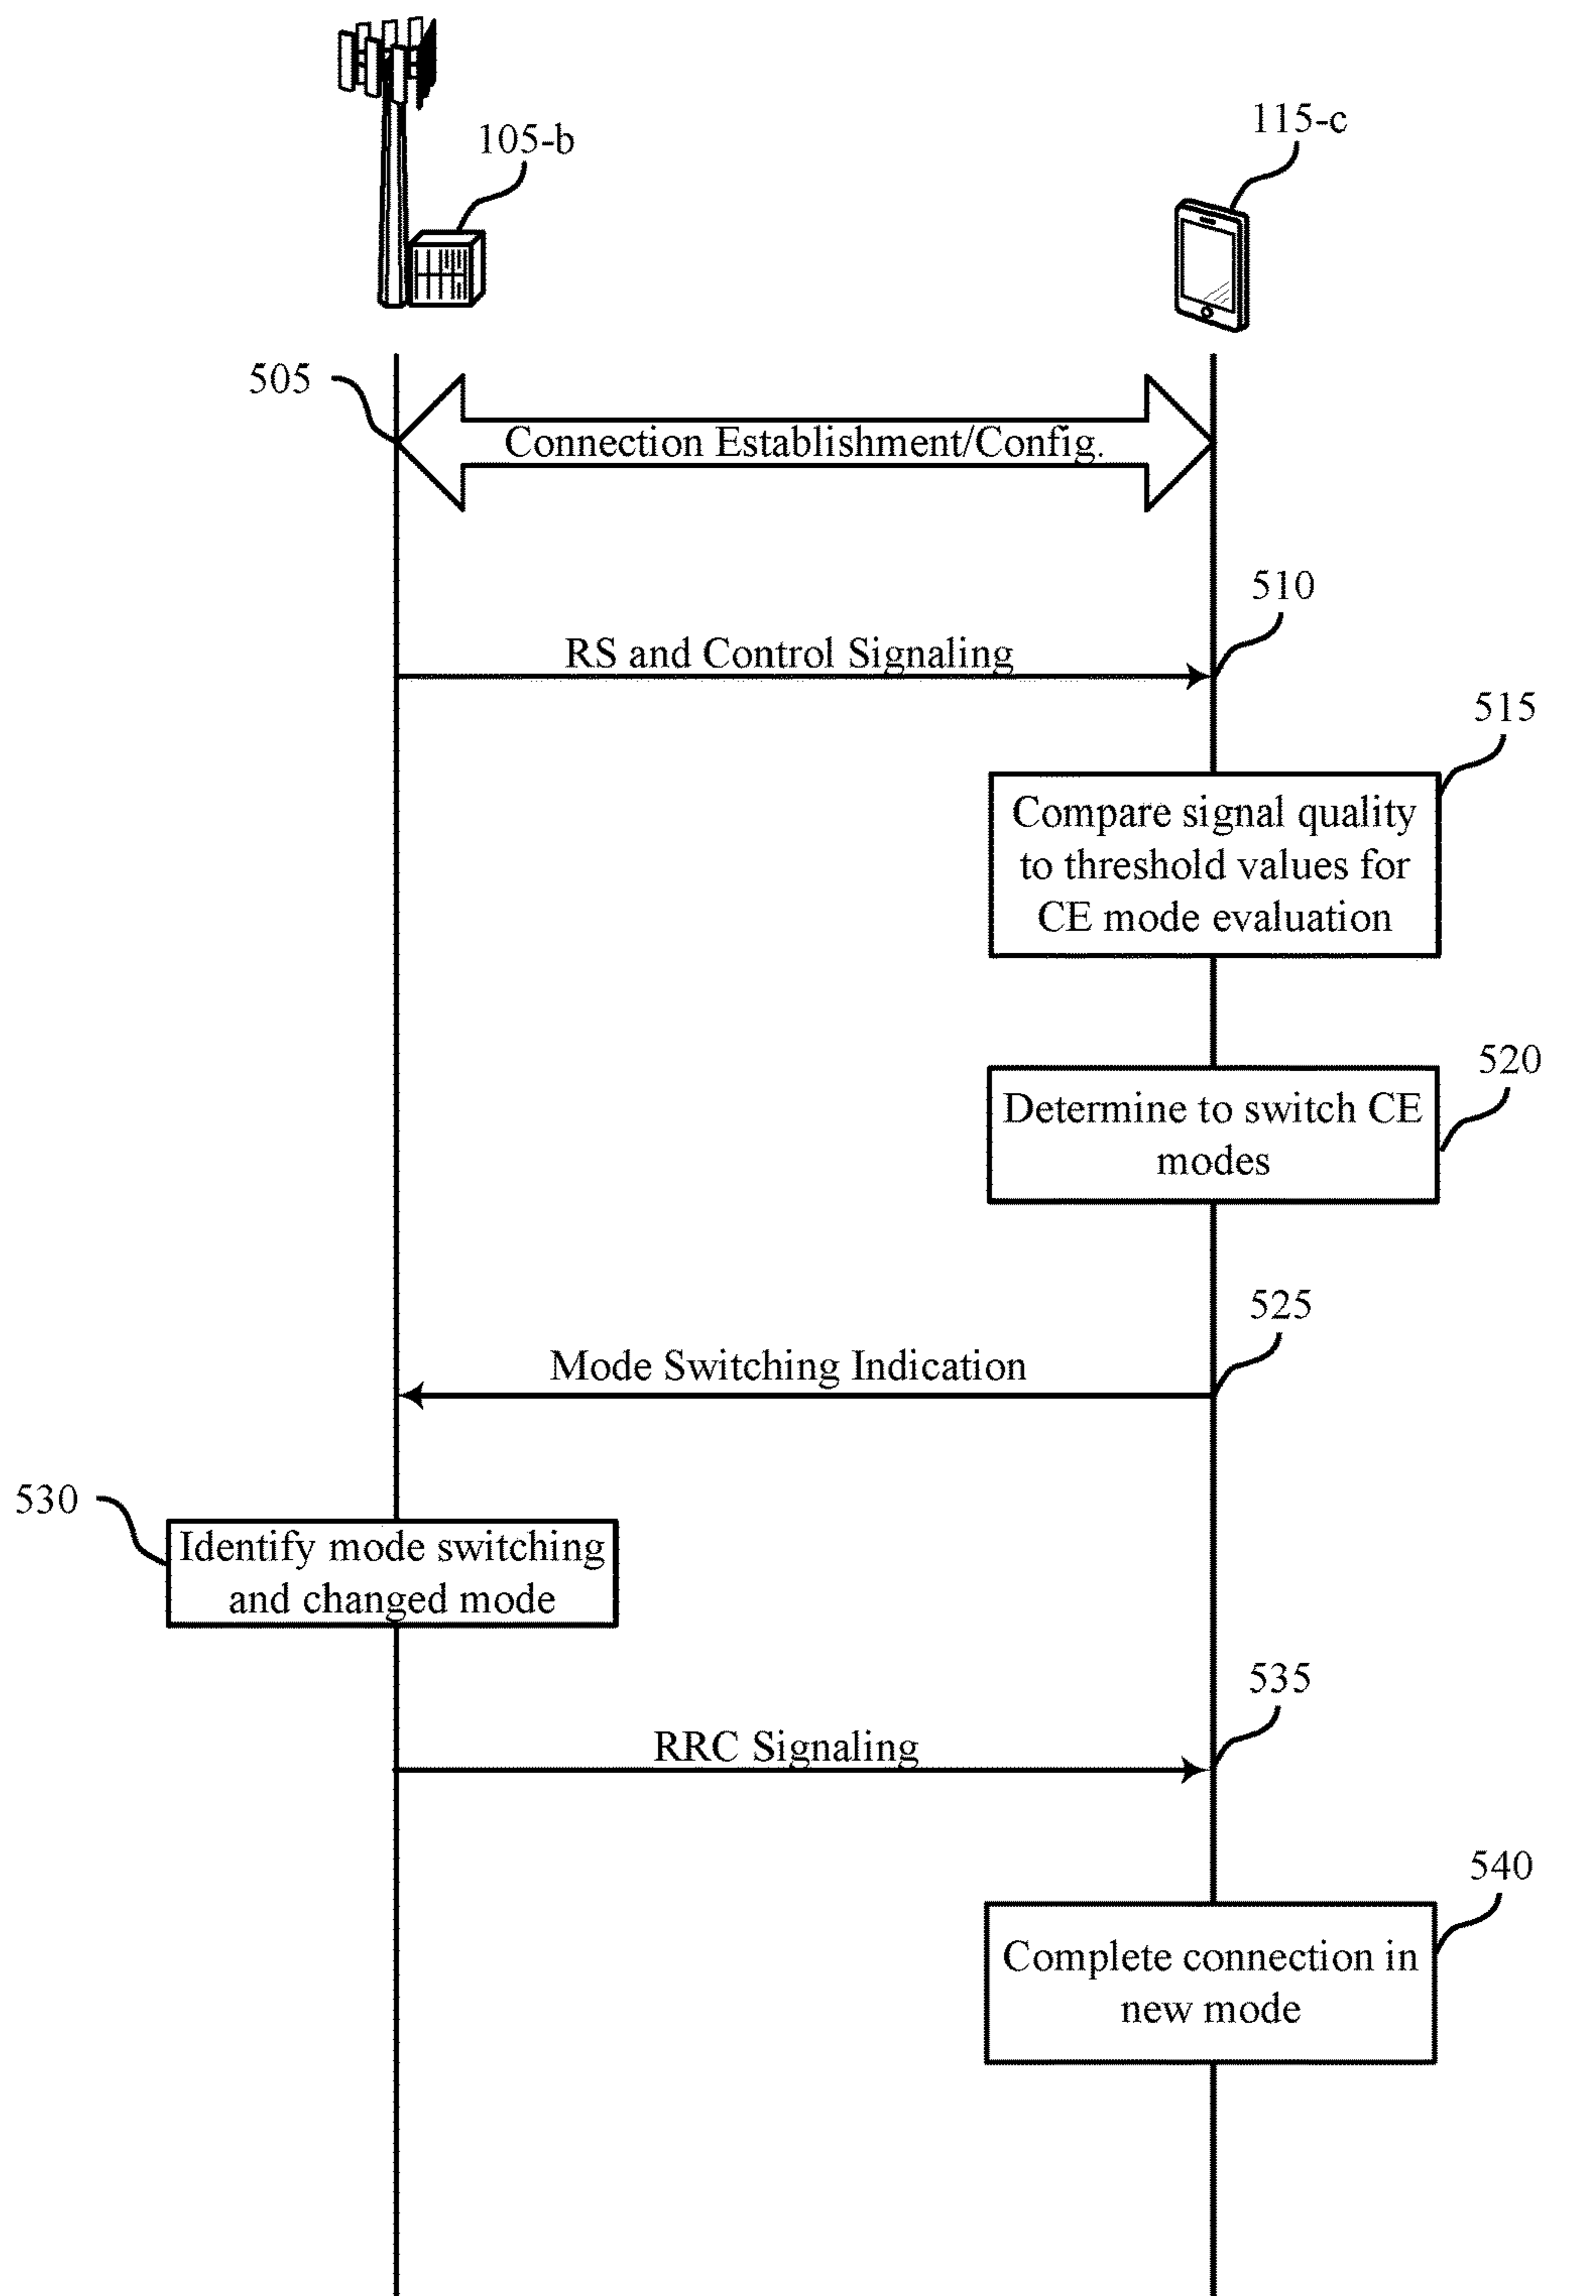 105-b
115-c
505
Connection Establishment/Config.
510
RS and Control Signaling
515
Compare signal quality
to threshold values for
CE mode evaluation
520
Determine to switch CE
modes
525
Mode Switching Indication
530
Identify mode switching
and changed mode
535
RRC Signaling
540
Complete connection in
new mode